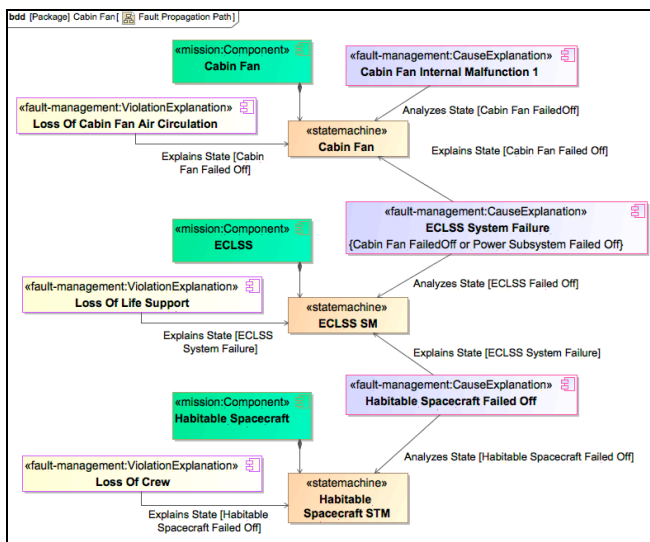 bdd [Package] Cabin Fan[ Fault Propagation Path]
«mission:Component»
Cabin Fan
«fault-management:CauseExplanation»
Cabin Fan Internal Malfunction 1
«fault-management:ViolationExplanation»
Loss Of Cabin Fan Air Circulation
Analyzes State [Cabin Fan FailedOff]
«statemachine»
Cabin Fan
Explains State [Cabin
Fan Failed Off]
Explains State [Cabin Fan Failed Off]
«mission:Component»
ECLSS
«fault-management:CauseExplanation»
ECLSS System Failure
{Cabin Fan FailedOff or Power Subsystem Failed Off}
«fault-management:ViolationExplanation»
Loss Of Life Support
Analyzes State [ECLSS Failed Off]
«statemachine»
ECLSS SM
Explains State [ECLSS
System Failure]
Explains State [ECLSS System Failure]
«mission:Component»
Habitable Spacecraft
«fault-management:CauseExplanation»
Habitable Spacecraft Failed Off
«fault-management:ViolationExplanation»
Loss Of Crew
Analyzes State [Habitable Spacecraft Failed Off]
«statemachine»
Habitable
Spacecraft STM
Explains State [Habitable
Spacecraft Failed Off]